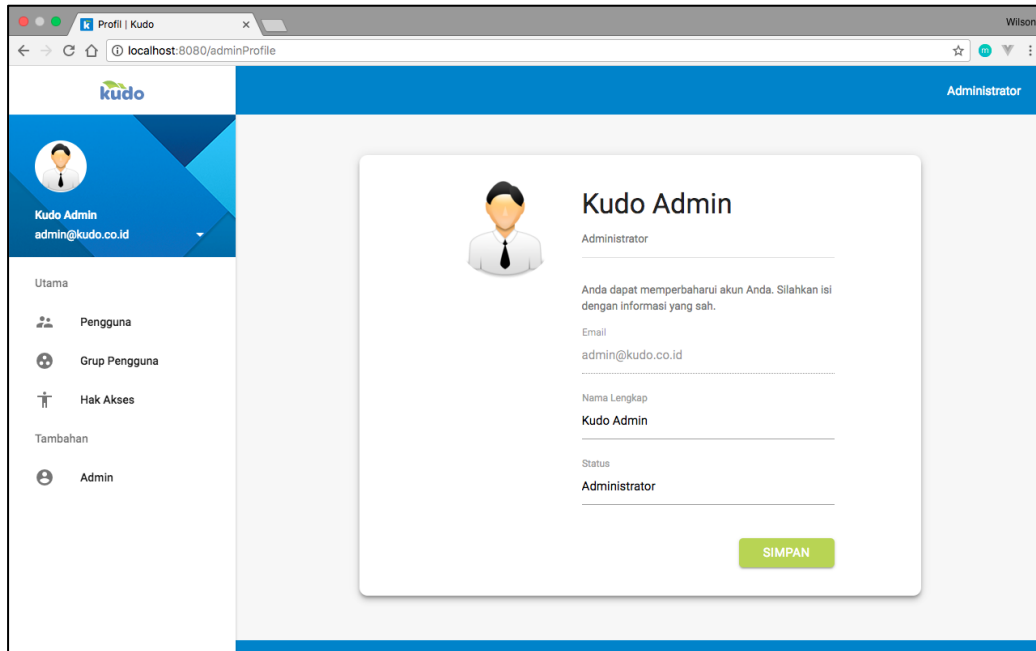 Profil | Kudo
Wilson
localhost:8080/adminProfile
kudo
Administrator
Kudo Admin
admin@kudo.co.id
Utama
Pengguna
Grup Pengguna
Hak Akses
Tambahan
Admin
Kudo Admin
Administrator
Anda dapat memperbaharui akun Anda. Silahkan isi
dengan informasi yang sah.
Email
admin@kudo.co.id
Nama Lengkap
Kudo Admin
Status
Administrator
SIMPAN